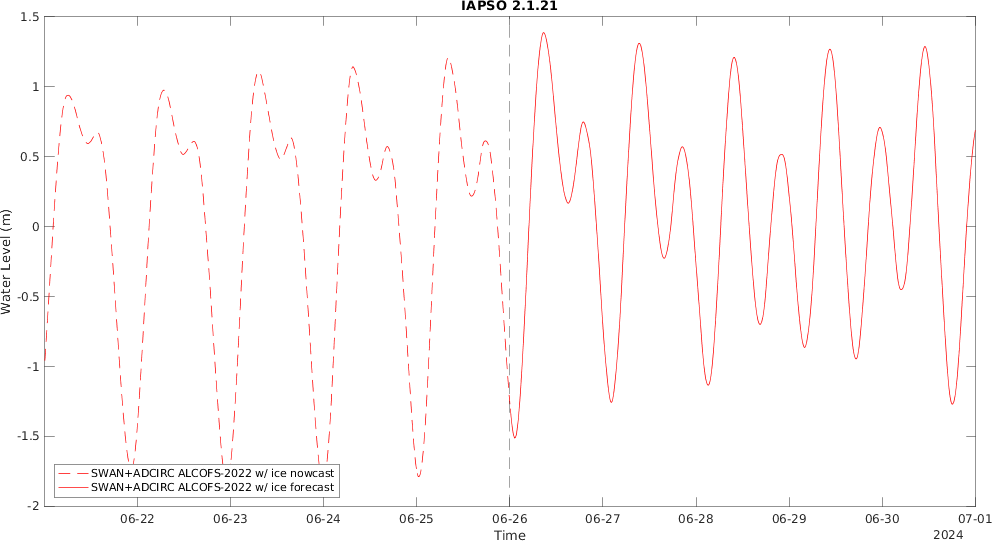 IAPSO 2.1.21
1.5
1
0.5
0
-0.5
-1
-1.5
-2
Water Level (m)
SWAN+ADCIRC ALCOFS-2022 w/ ice nowcast
SWAN+ADCIRC ALCOFS-2022 w/ ice forecast
06-22 06-23 06-24 06-25 06-26 06-27 06-28 06-29 06-30 07-01
Time
2024